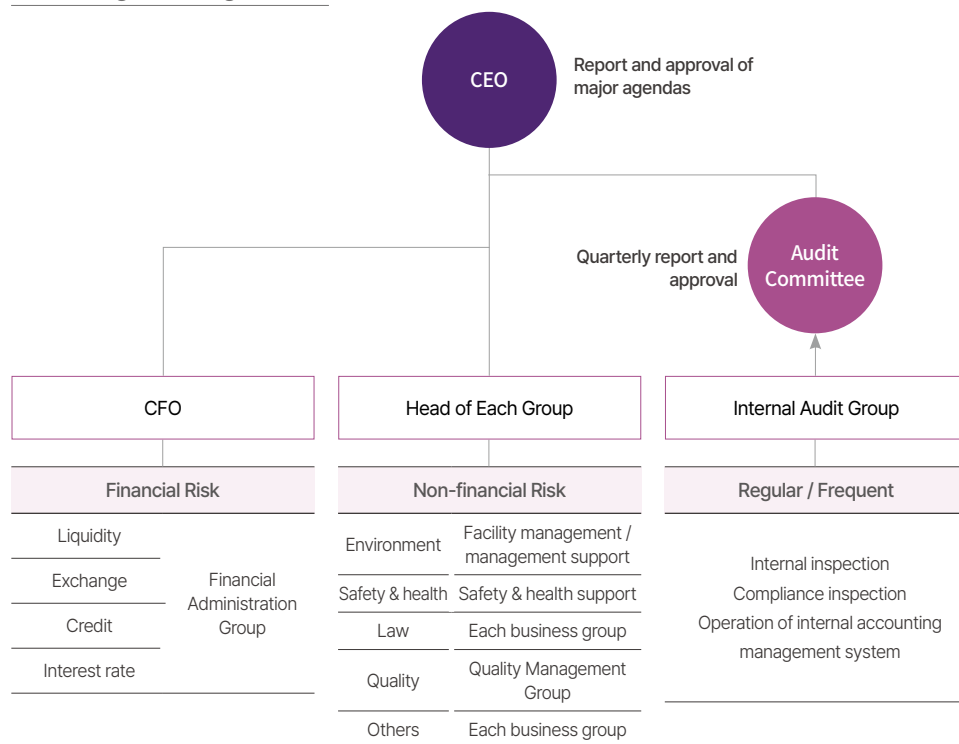 CEO
Report and approval of
major agendas
Audit
Committee
Quarterly report and
approval
CFO
Head of Each Group
Internal Audit Group
Financial Risk
Non-financial Risk
Regular / Frequent
Liquidity
Exchange
Credit
Interest rate
Financial
Administration
Group
Environment
Facility management /
management support
Safety & health
Safety & health support
Law
Each business group
Quality
Quality Management
Group
Others
Each business group
Internal inspection
Compliance inspection
Operation of internal accounting
management system